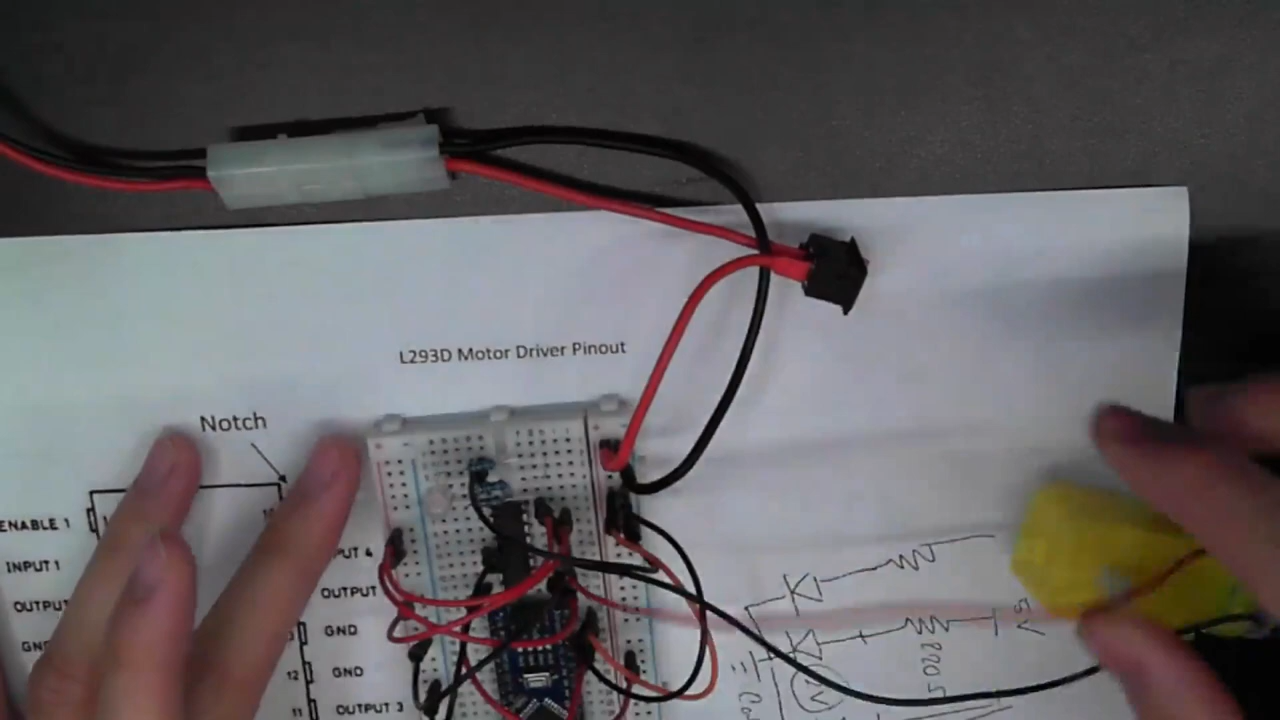 L293D Motor Driver Pinout
Notch
ENABLE 1
INPUT 1
OUTPUT
PUT 4
OUTPUT
GND
12 GND
11 OUTPUT 3
5V